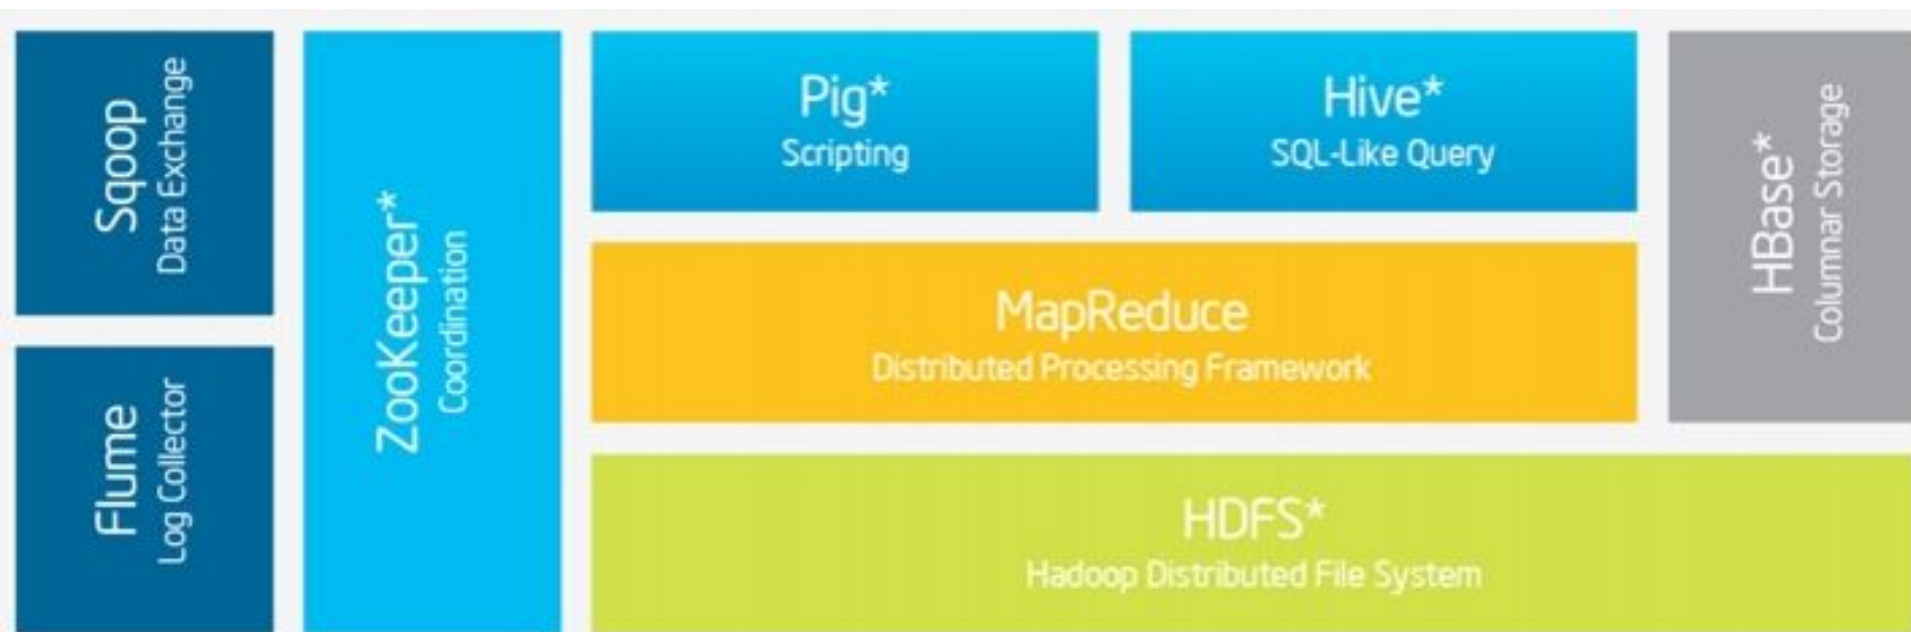 Sqoop
Data Exchange
Flume
Log Collector
ZooKeeper*
Coordination
Pig*
Scripting
Hive*
SQL-Like Query
MapReduce
Distributed Processing Framework
HBase*
Columnar Storage
HDFS*
Hadoop Distributed File System